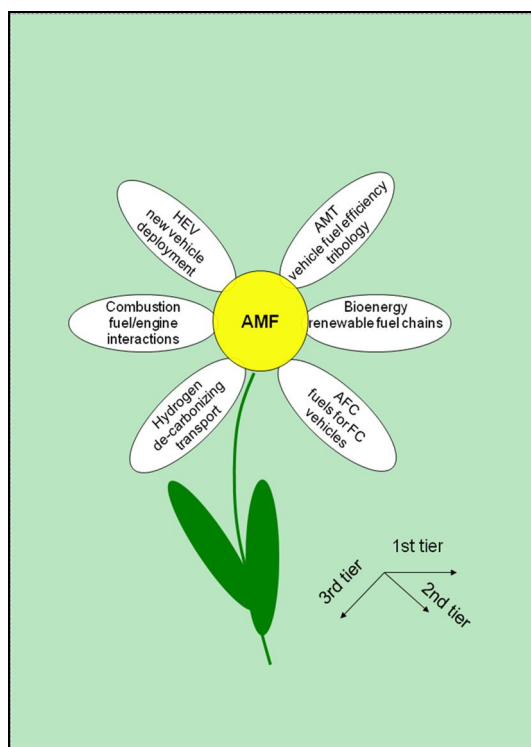 HEV
new vehicle
deployment
AMT
vehicle fuel efficiency
tribology
Combustion
fuel/engine
interactions
AMF
Bioenergy
renewable fuel chains
Hydrogen
de-carbonizing
transport
AFC
fuels for FC
vehicles
1st tier
2nd tier
3rd tier